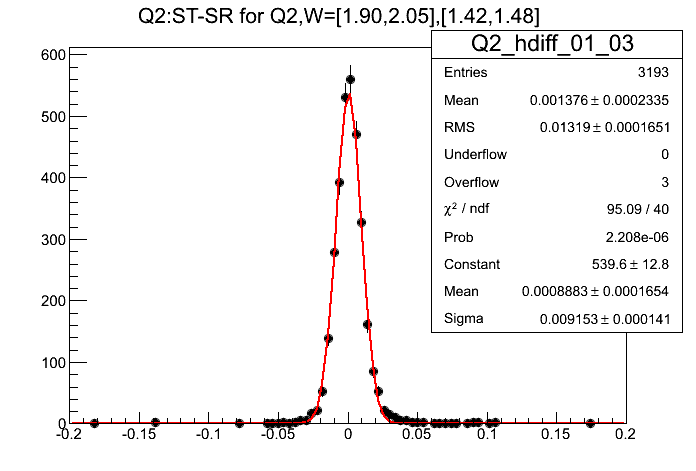 Q2:ST-SR for Q2,W=[1.90,2.05],[1.42,1.48]
Q2_hdiff_01_03
Entries 3193
Mean 0.001376 ± 0.0002335
RMS 0.01319 ± 0.0001651
Underflow 0
Overflow 3
χ² / ndf 95.09 / 40
Prob 2.208e-06
Constant 539.6 ± 12.8
Mean 0.0008883 ± 0.0001654
Sigma 0.009153 ± 0.000141
600
500
400
300
200
100
0
-0.2 -0.15 -0.1 -0.05 0 0.05 0.1 0.15 0.2